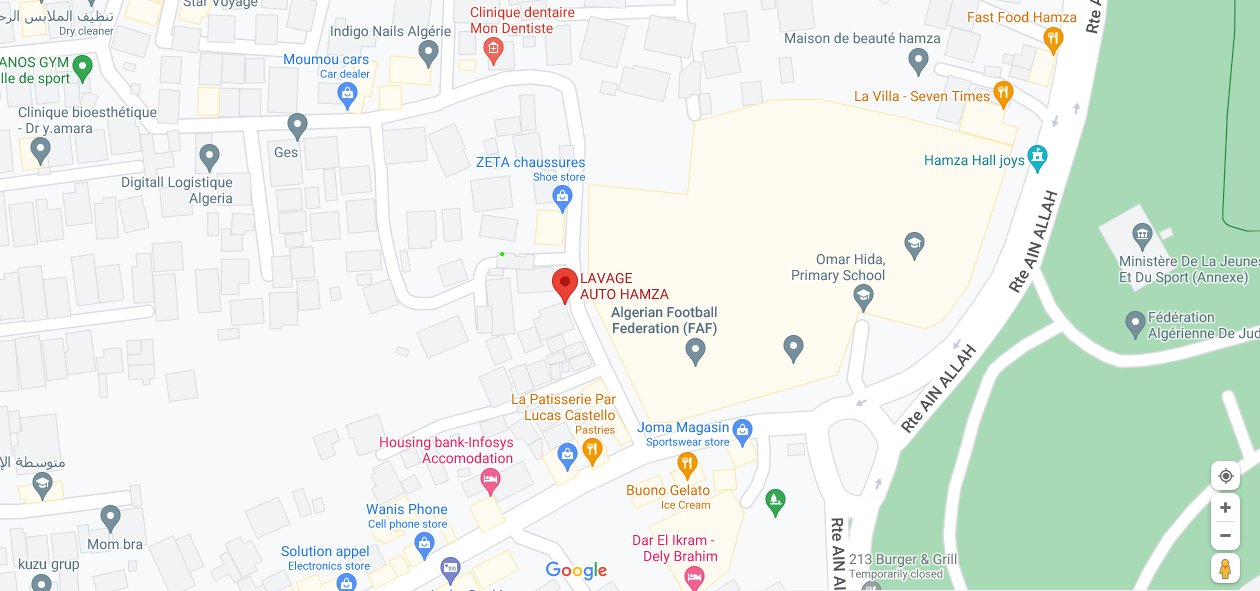 Star Voyage
تنظيف الملابس
Dry cleaner
Indigo Nails Algérie
Clinique dentaire
Mon Dentiste
Fast Food Hamza
Rte A
Maison de beauté hamza
ANOS GYM
lle de sport
Moumou cars
Car dealer
La Villa - Seven Times
Clinique bioesthétique
- Dr y.amara
Ges
ZETA chaussures
Shoe store
Hamza Hall joys
Digitall Logistique
Algeria
Rte AIN ALLAH
Omar Hida,
Primary School
Ministère De La Jeunes
Et Du Sport (Annexe)
LAVAGE
AUTO HAMZA
Algerian Football
Federation (FAF)
Fédération
Algérienne De Jud
Rte AIN ALLAH
La Patisserie Par
Lucas Castello
Pastries
Joma Magasin
Sportswear store
Housing bank-Infosys
Accomodation
متوسطة الإ
Buono Gelato
Ice Cream
Wanis Phone
Cell phone store
Mom bra
Dar El Ikram -
Dely Brahim
Solution appel
Electronics store
kuzu grup
Google
Rte AIN AL
213 Burger & Grill
Temporarily closed